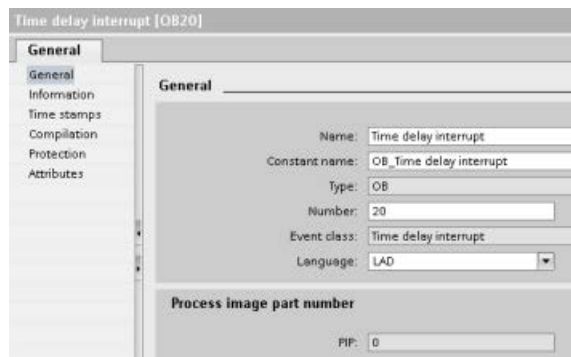 Time delay interrupt [OB20]
General
General
Information
Time stamps
Compilation
Protection
Attributes
General
Name: Time delay interrupt
Constant name: OB_Time delay interrupt
Type: OB
Number: 20
Event class: Time delay interrupt
Language: LAD
Process image part number
PIP: 0